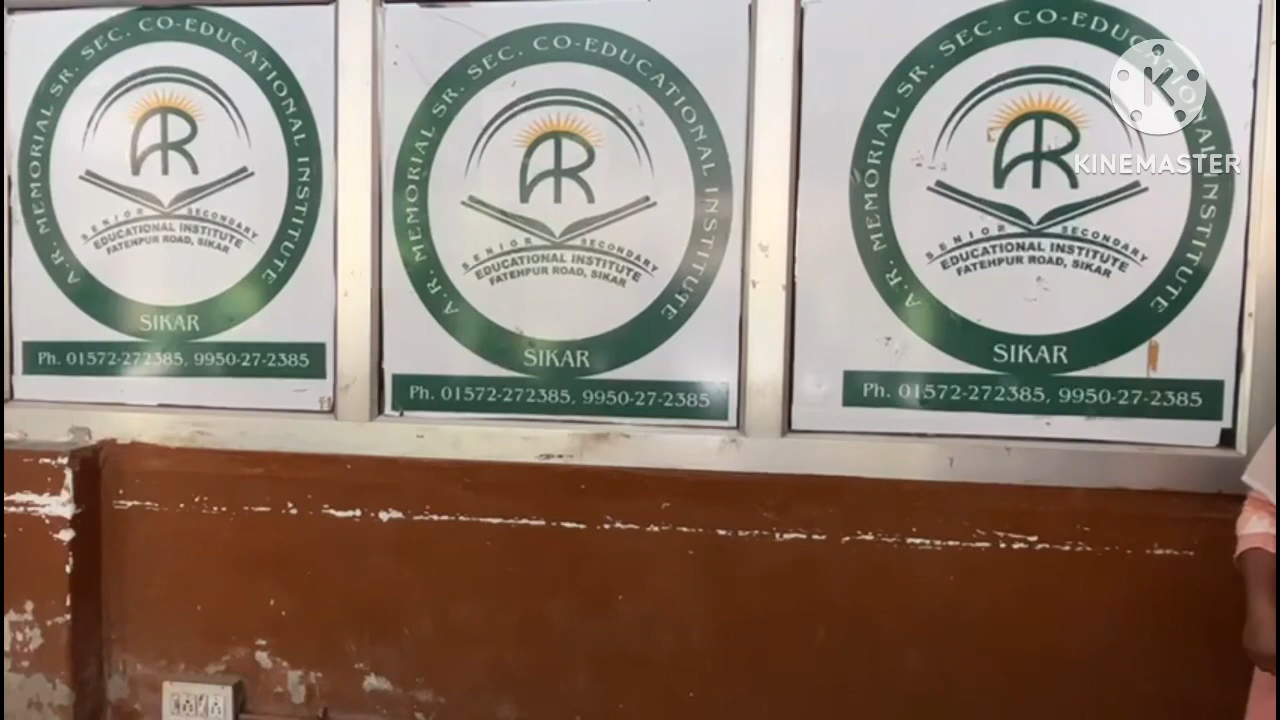 A.R. MEMORIAL SR. SEC. CO-EDUCATIONAL INSTITUTE
AR
SENIOR SECONDARY
EDUCATIONAL INSTITUTE
FATEHPUR ROAD, SIKAR
SIKAR
Ph. 01572-272385, 9950-27-2385
A.R. MEMORIAL SR. SEC. CO-EDUCATIONAL INSTITUTE
AR
SENIOR SECONDARY
EDUCATIONAL INSTITUTE
FATEHPUR ROAD, SIKAR
SIKAR
Ph. 01572-272385, 9950-27-2385
A.R. MEMORIAL SR. SEC. CO-EDUCATIONAL INSTITUTE
AR
SENIOR SECONDARY
EDUCATIONAL INSTITUTE
FATEHPUR ROAD, SIKAR
SIKAR
Ph. 01572-272385, 9950-27-2385
K
KINEMASTER